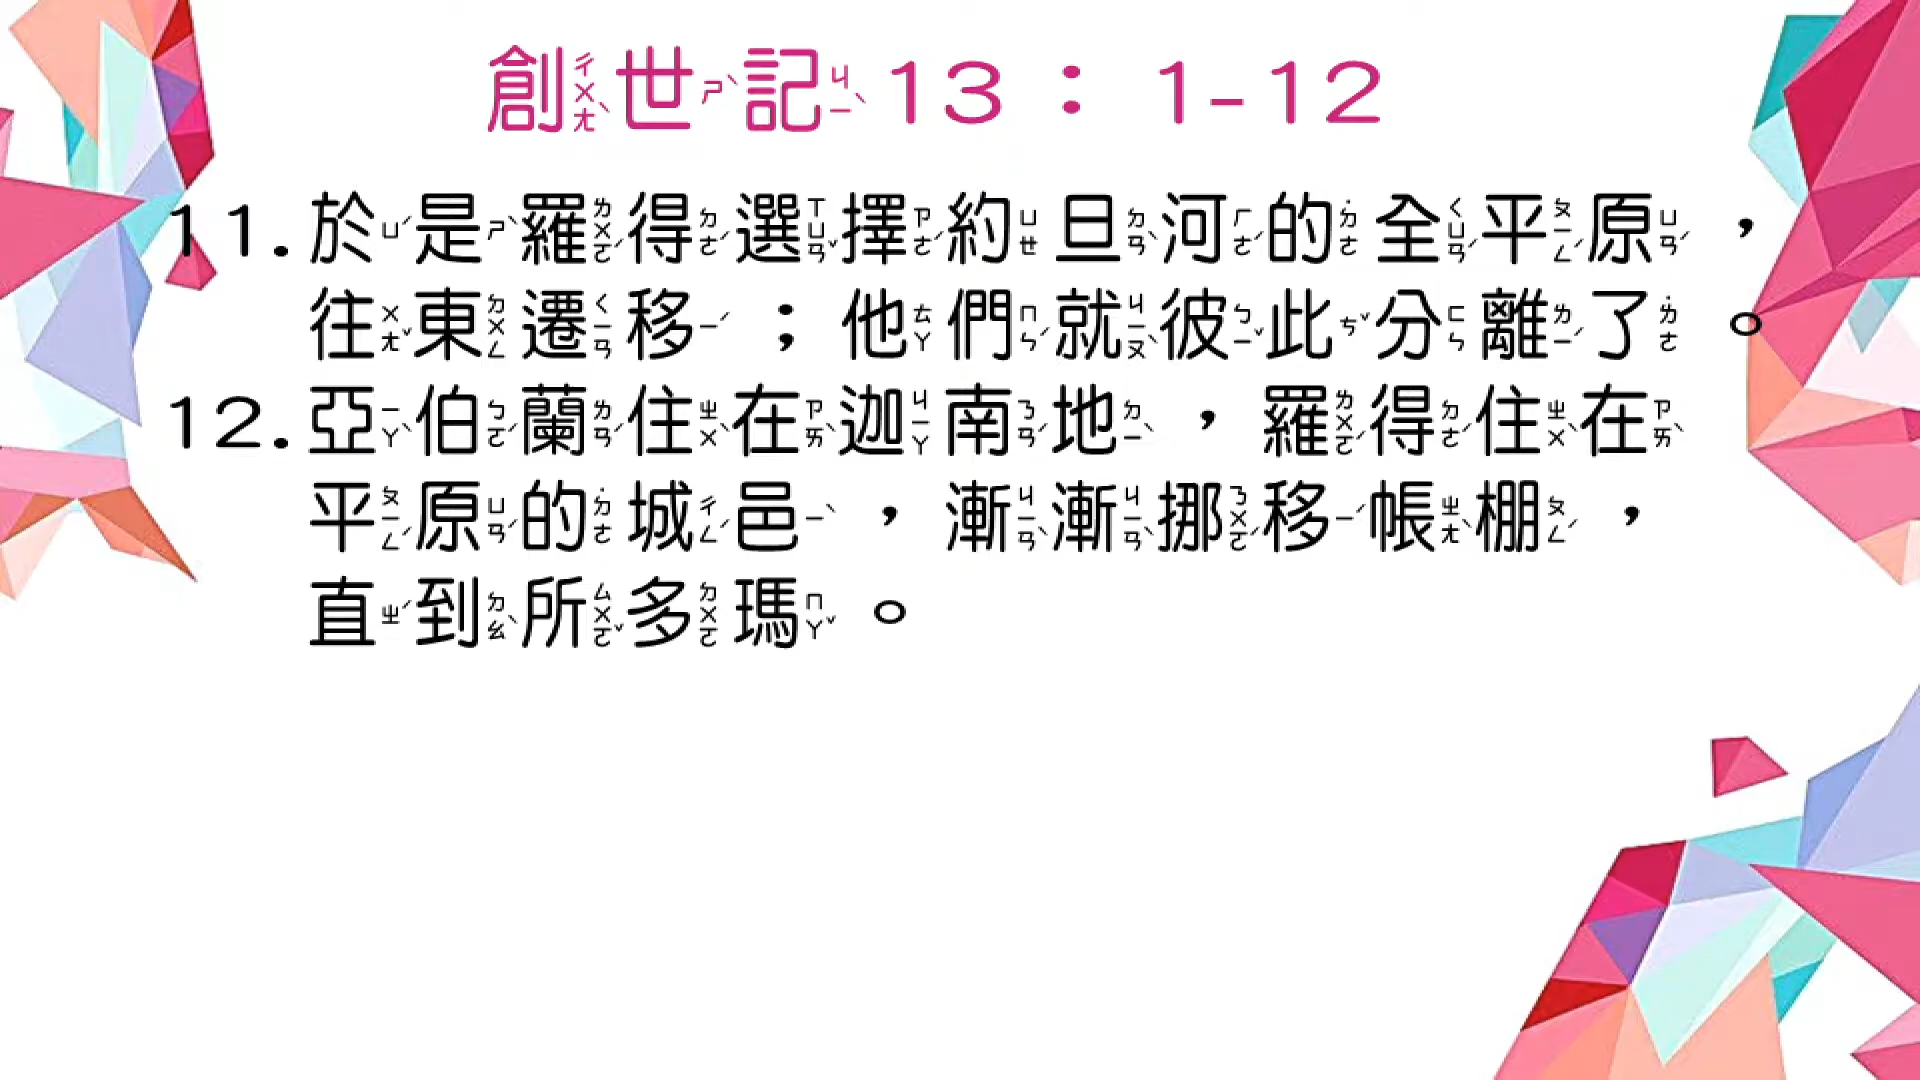 創世記13：1-12
11.於是羅得選擇約旦河的全平原，
往東遷移；他們就彼此分離了。
12.亞伯蘭住在迦南地，羅得住在
平原的城邑，漸漸挪移帳棚，
直到所多瑪。